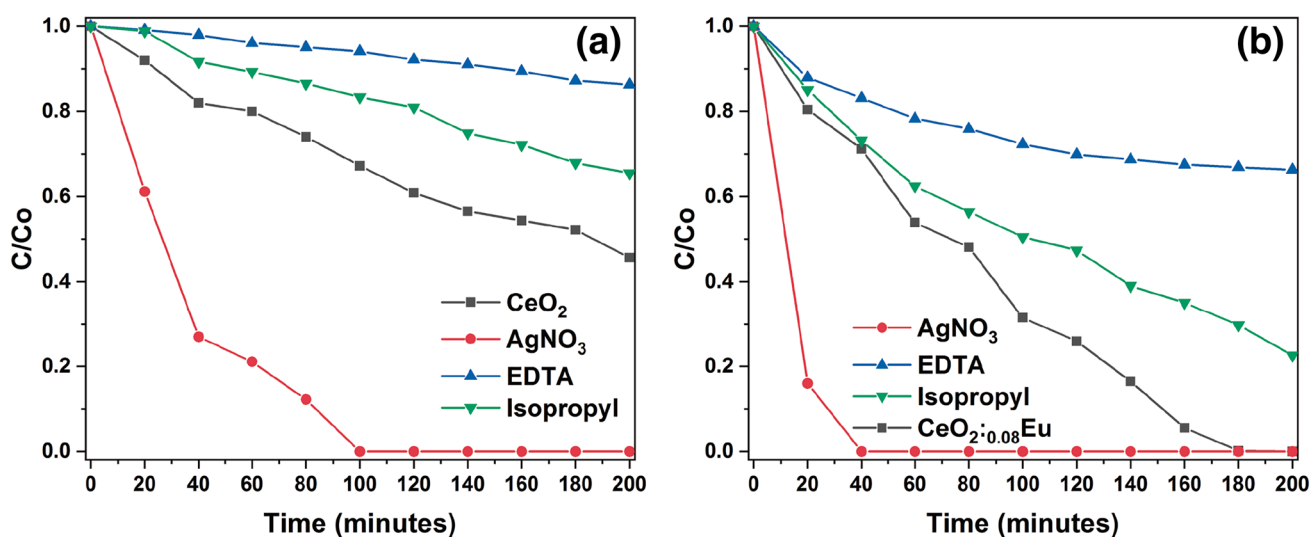 (a)
C/Co
1.0
0.8
0.6
0.4
0.2
0.0
CeO₂
AgNO₃
EDTA
Isopropyl
0 20 40 60 80 100 120 140 160 180 200
Time (minutes)
(b)
C/Co
1.0
0.8
0.6
0.4
0.2
0.0
AgNO₃
EDTA
Isopropyl
CeO₂:₀.₀₈Eu
0 20 40 60 80 100 120 140 160 180 200
Time (minutes)